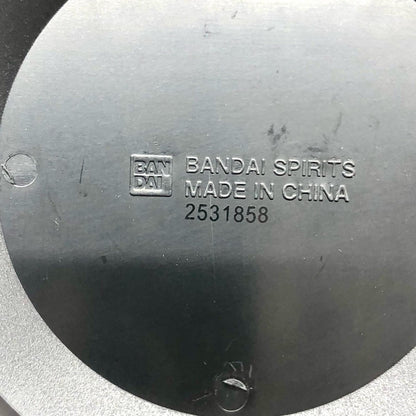 BAN
DAI
BANDAI SPIRITS
MADE IN CHINA
2531858